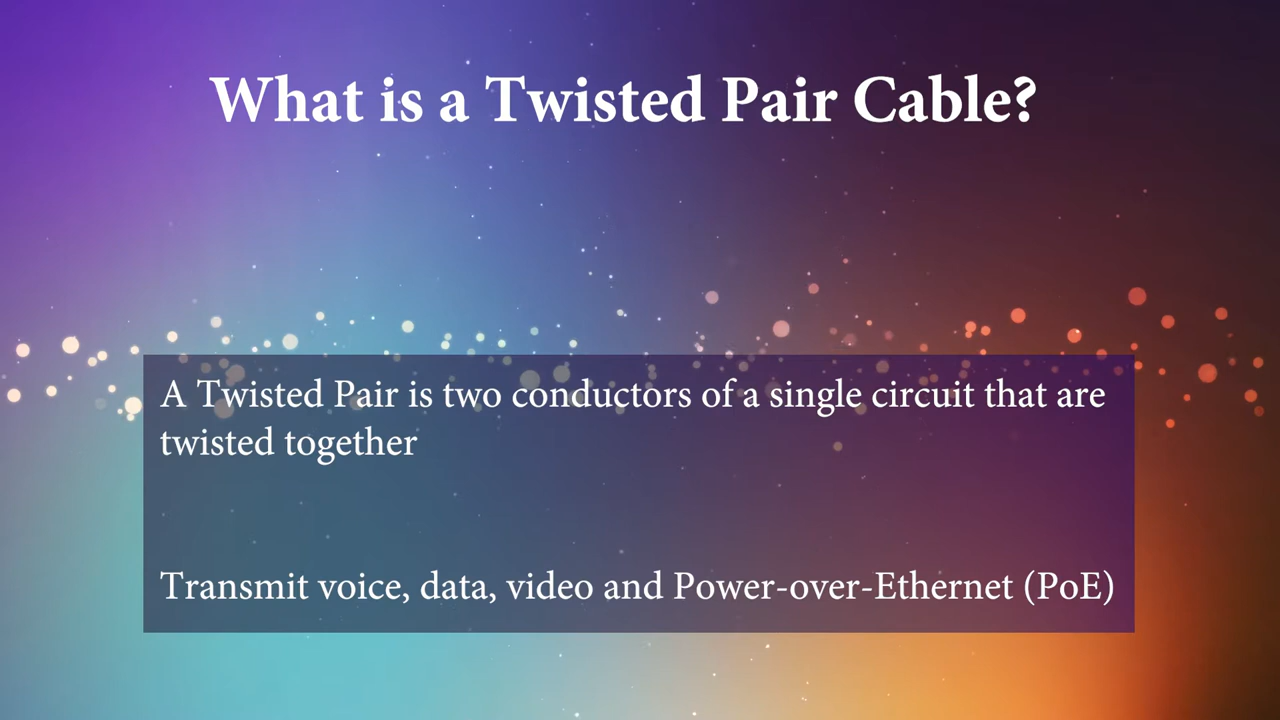 What is a Twisted Pair Cable?
A Twisted Pair is two conductors of a single circuit that are
twisted together
Transmit voice, data, video and Power-over-Ethernet (PoE)